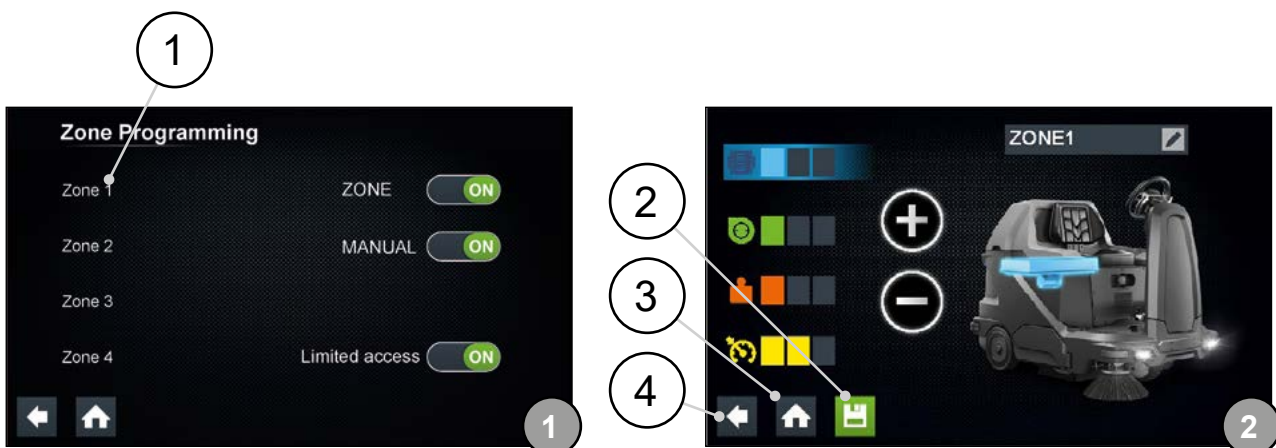 1
Zone Programming
Zone 1 ZONE ON
Zone 2 MANUAL ON
Zone 3
Zone 4 Limited access ON
1
ZONE1
2
3
4
2